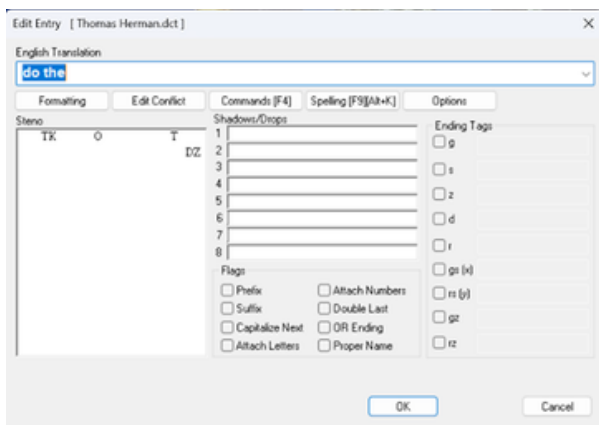 Edit Entry [ Thomas Herman.dct ]
English Translation
do the
Formatting Edit Conflict Commands [F4] Spelling [F9][Alt+K] Options
Steno
TK O T
DZ
Shadows/Drops
1
2
3
4
5
6
7
8
Flags
Prefix Attach Numbers
Suffix Double Last
Capitalize Next OR Ending
Attach Letters Proper Name
Ending Tags
g
s
z
d
r
gs (x)
rs (y)
gz
rz
OK Cancel